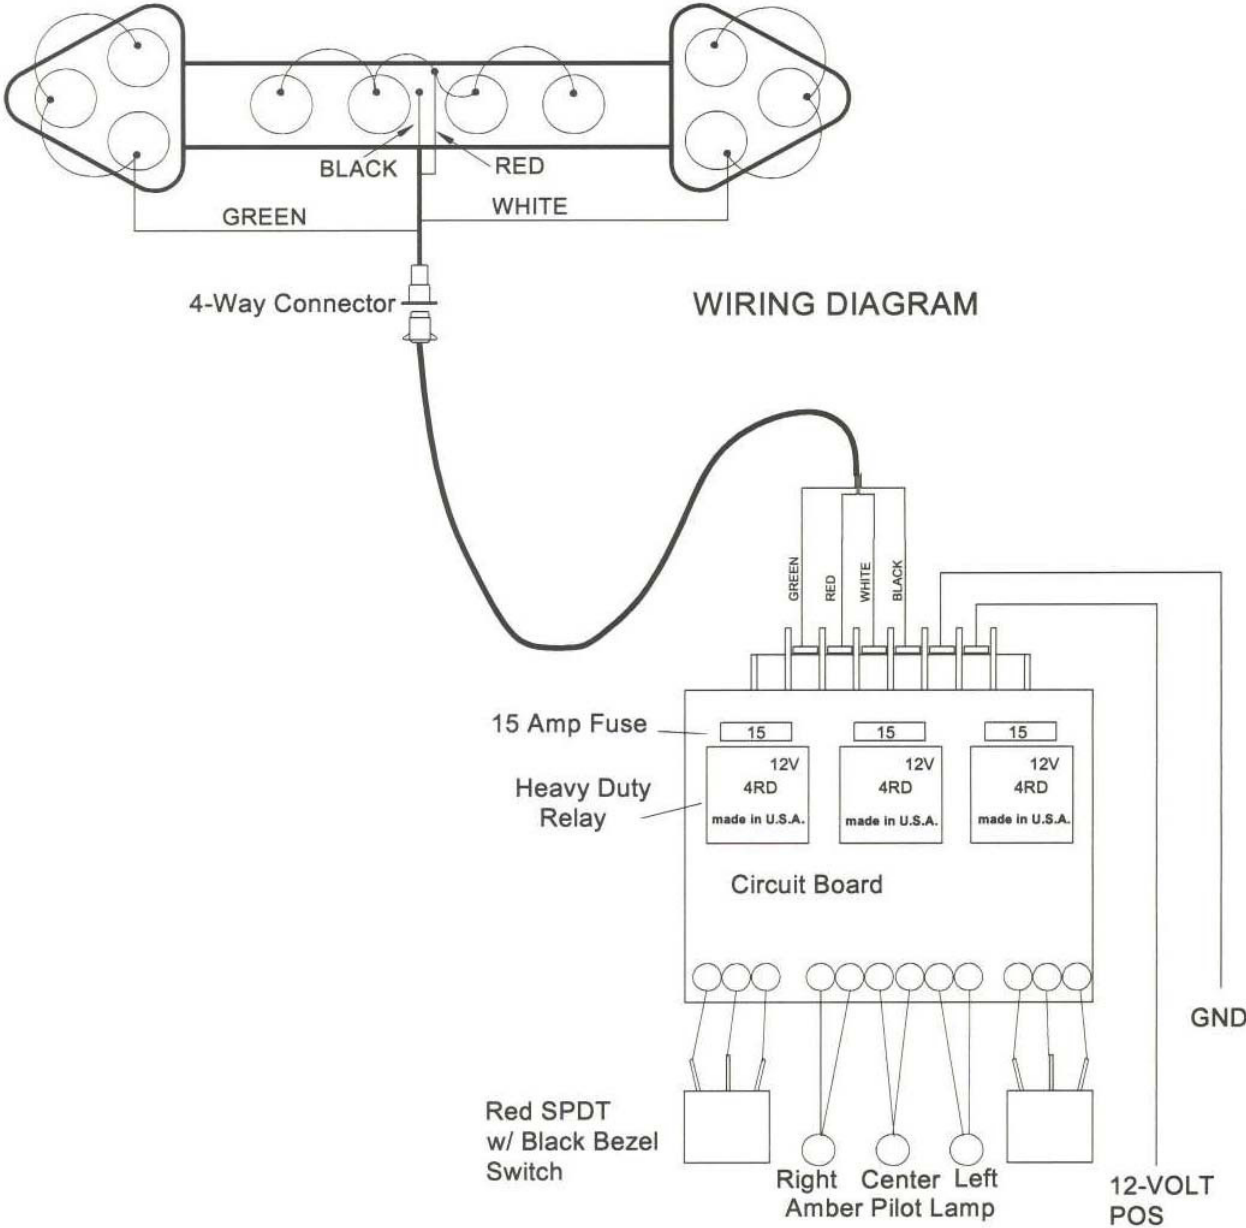 BLACK
RED
GREEN
WHITE
4-Way Connector
WIRING DIAGRAM
GREEN
RED
WHITE
BLACK
15 Amp Fuse
15
15
15
Heavy Duty
Relay
12V
4RD
made in U.S.A.
12V
4RD
made in U.S.A.
12V
4RD
made in U.S.A.
Circuit Board
GND
Red SPDT
w/ Black Bezel
Switch
Right Center Left
Amber Pilot Lamp
12-VOLT
POS